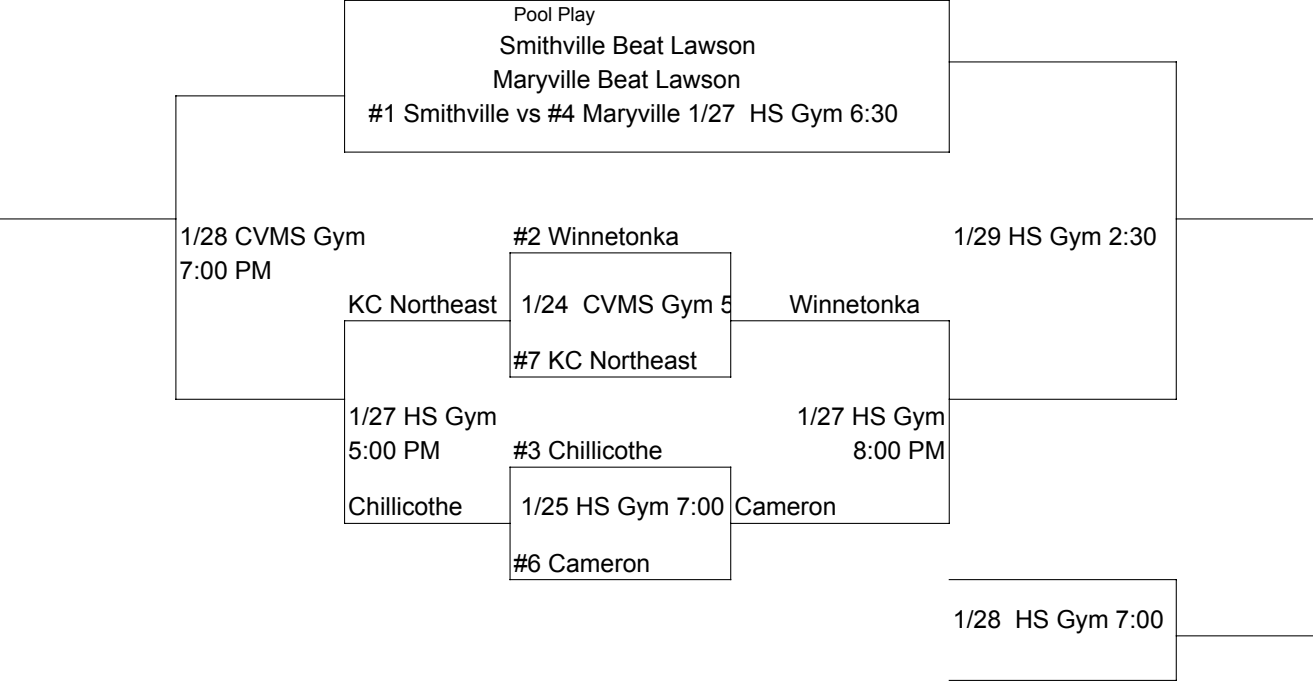 Pool Play
Smithville Beat Lawson
Maryville Beat Lawson
#1 Smithville vs #4 Maryville 1/27 HS Gym 6:30
1/28 CVMS Gym
7:00 PM
#2 Winnetonka
1/29 HS Gym 2:30
KC Northeast
1/24 CVMS Gym 5
Winnetonka
#7 KC Northeast
1/27 HS Gym
5:00 PM
1/27 HS Gym
8:00 PM
#3 Chillicothe
Chillicothe
1/25 HS Gym 7:00
Cameron
#6 Cameron
1/28 HS Gym 7:00